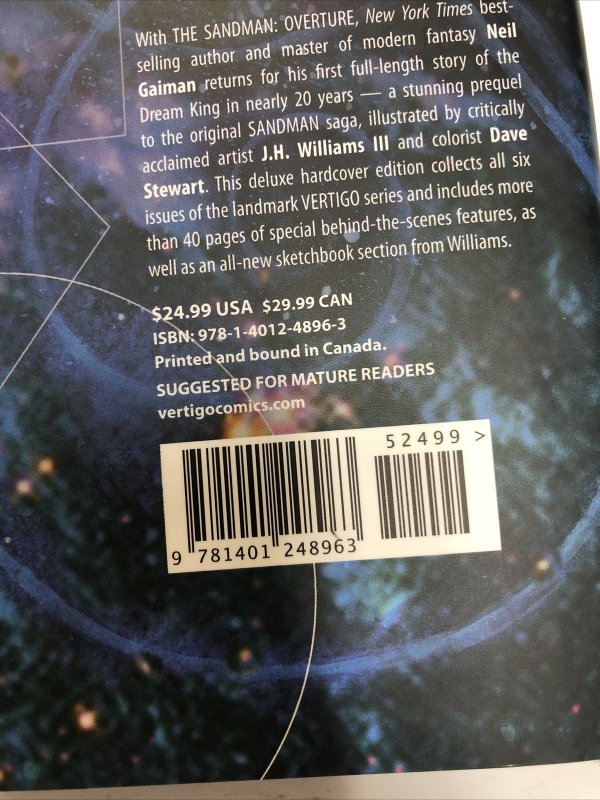 With THE SANDMAN: OVERTURE, New York Times best-
selling author and master of modern fantasy Neil
Gaiman returns for his first full-length story of the
Dream King in nearly 20 years — a stunning prequel
to the original SANDMAN saga, illustrated by critically
acclaimed artist J.H. Williams III and colorist Dave
Stewart. This deluxe hardcover edition collects all six
issues of the landmark VERTIGO series and includes more
than 40 pages of special behind-the-scenes features, as
well as an all-new sketchbook section from Williams.
$24.99 USA $29.99 CAN
ISBN: 978-1-4012-4896-3
Printed and bound in Canada.
SUGGESTED FOR MATURE READERS
vertigocomics.com
52499 >
9 781401 248963